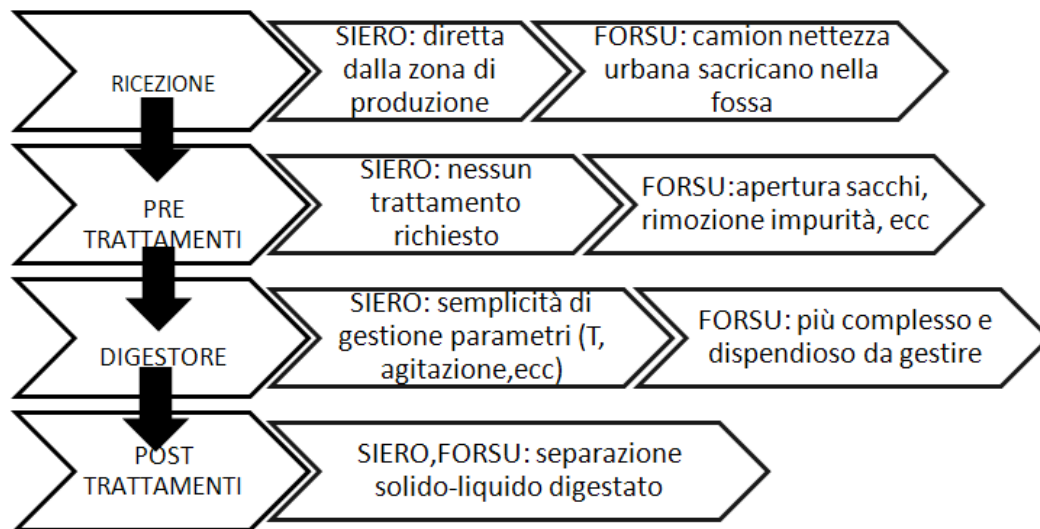 RICEZIONE
SIERO: diretta
dalla zona di
produzione
FORSU: camion nettezza
urbana sacricano nella
fossa
PRE
TRATTAMENTI
SIERO: nessun
trattamento
richiesto
FORSU:apertura sacchi,
rimozione impurità, ecc
DIGESTORE
SIERO: semplicità di
gestione parametri (T,
agitazione,ecc)
FORSU: più complesso e
dispendioso da gestire
POST
TRATTAMENTI
SIERO,FORSU: separazione
solido-liquido digestato